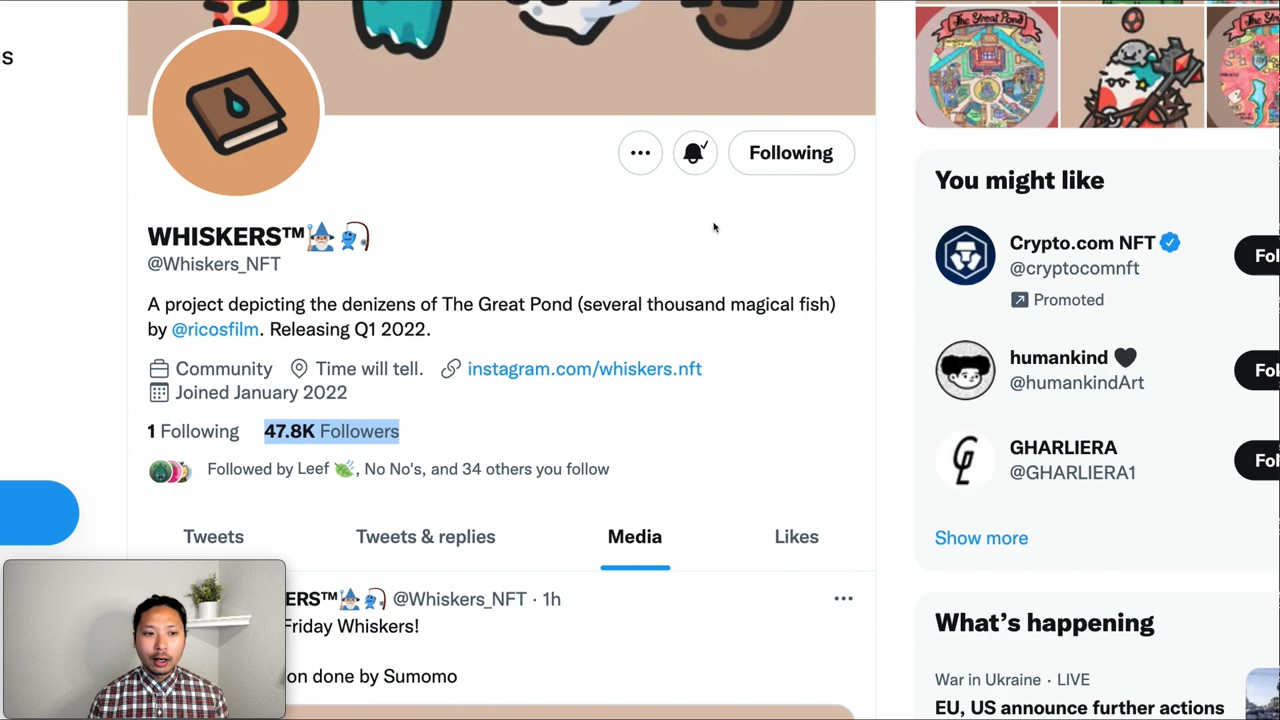 s
The Great Pond
The Great Pond
Following
You might like
WHISKERS™🧙‍♂️🎣
@Whiskers_NFT
Crypto.com NFT
Fol
@cryptocomnft
Promoted
A project depicting the denizens of The Great Pond (several thousand magical fish)
by @ricosfilm. Releasing Q1 2022.
humankind 🖤
Fol
@humankindArt
Community Time will tell. instagram.com/whiskers.nft
Joined January 2022
1 Following 47.8K Followers
GHARLIERA
Fol
@GHARLIERA1
Followed by Leef 🍃, No No's, and 34 others you follow
Tweets Tweets & replies Media Likes
Show more
ERS™🧙‍♂️🎣 @Whiskers_NFT · 1h
Friday Whiskers!
on done by Sumomo
What's happening
War in Ukraine · LIVE
EU, US announce further actions